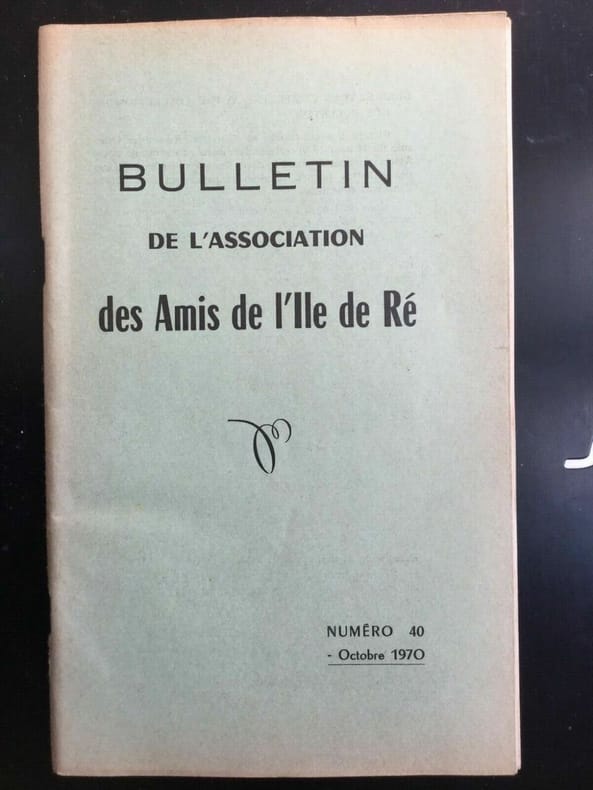 BULLETIN
DE L'ASSOCIATION
des Amis de l'Ile de Ré
NUMÉRO 40
- Octobre 1970